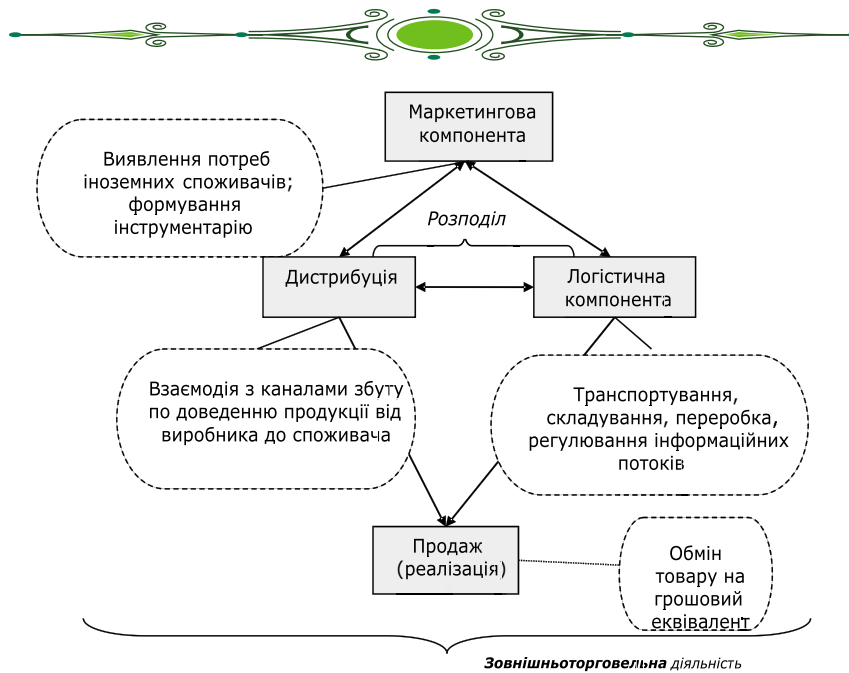 Маркетингова
компонента
Виявлення потреб
іноземних споживачів;
формування
інструментарію
Розподіл
Дистрибуція
Логістична
компонента
Взаємодія з каналами збуту
по доведенню продукції від
виробника до споживача
Транспортування,
складування, переробка,
регулювання інформаційних
потоків
Продаж
(реалізація)
Обмін
товару на
грошовий
еквівалент
Зовнішньоторговельна діяльність